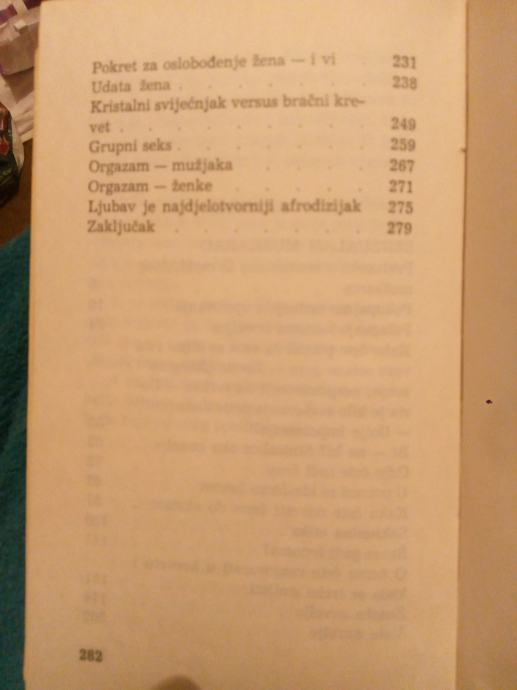 Pokret za oslobođenje žena — i vi . 231
Udata žena . . . . . . . 238
Kristalni svijećnjak versus bračni kre-
vet . . . . . . . . . 249
Grupni seks . . . . . . . 259
Orgazam — mužjaka . . . . 267
Orgazam — ženke . . . . . 271
Ljubav je najdjelotvorniji afrodizijak 275
Zaključak . . . . . . . 279
282